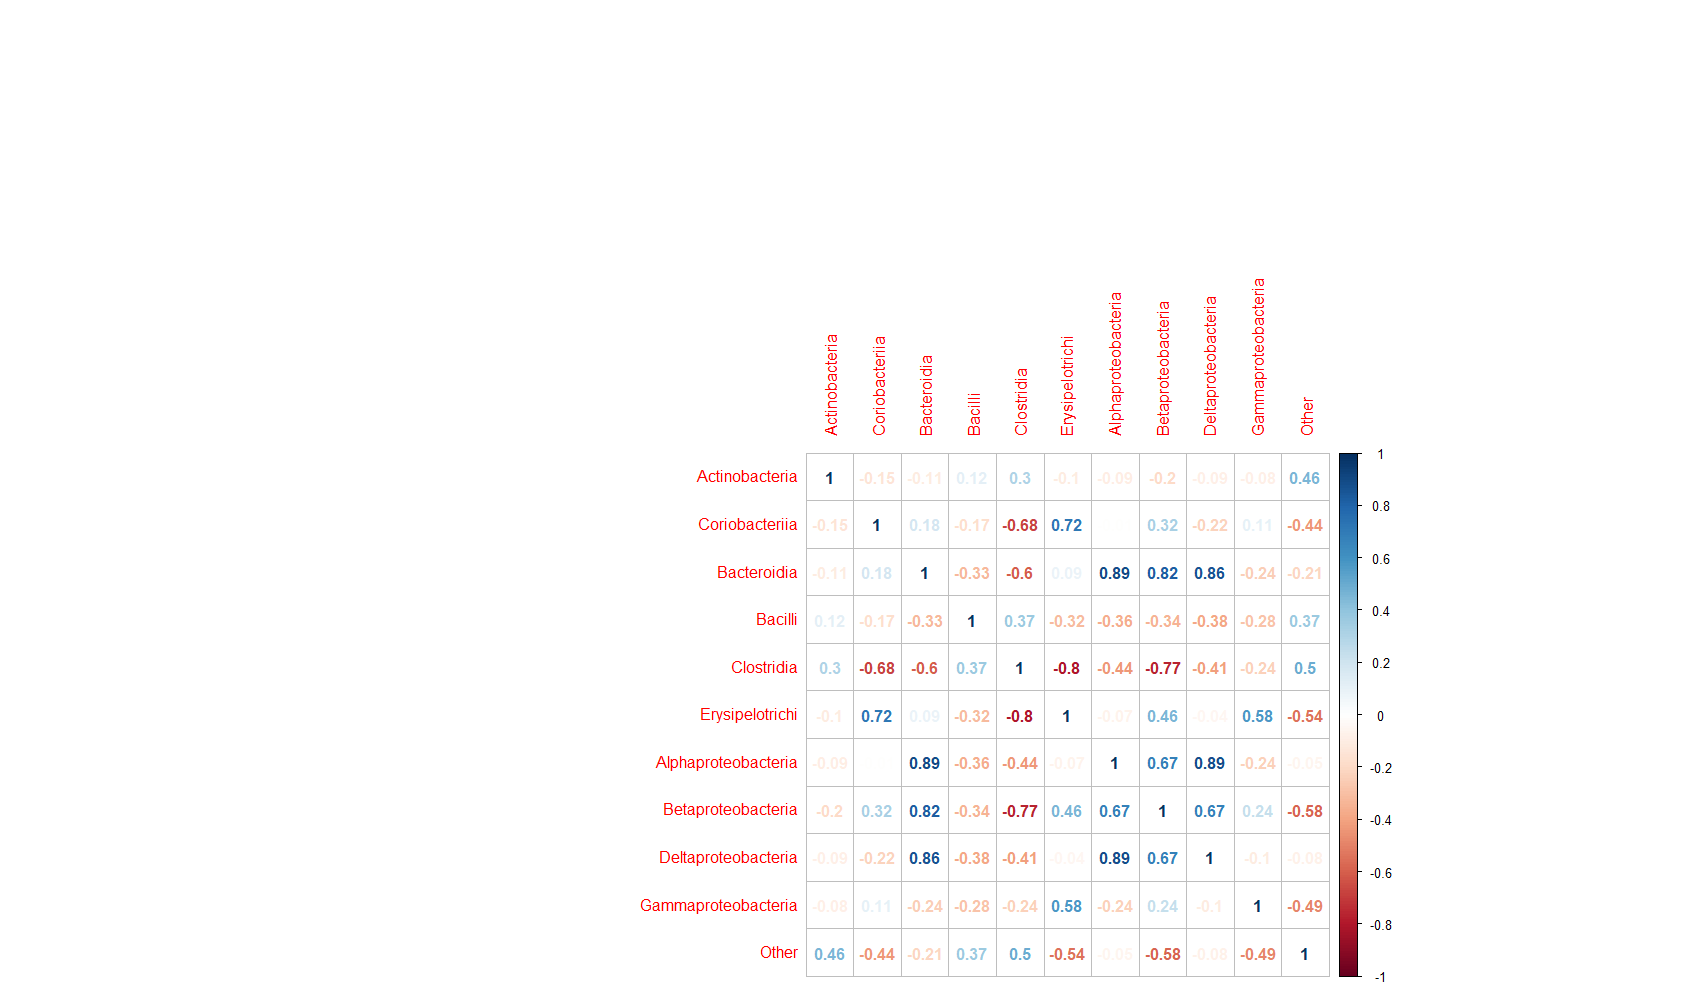 Actinobacteria Coriobacteriia Bacteroidia Bacilli Clostridia Erysipelotrichi Alphaproteobacteria Betaproteobacteria Deltaproteobacteria Gammaproteobacteria Other
Actinobacteria 1 -0.15 -0.11 0.12 0.3 -0.1 -0.09 -0.2 -0.09 -0.08 0.46
Coriobacteriia -0.15 1 0.18 -0.17 -0.68 0.72 0.32 -0.22 0.11 -0.44
Bacteroidia -0.11 0.18 1 -0.33 -0.6 0.09 0.89 0.82 0.86 -0.24 -0.21
Bacilli 0.12 -0.17 -0.33 1 0.37 -0.32 -0.36 -0.34 -0.38 -0.28 0.37
Clostridia 0.3 -0.68 -0.6 0.37 1 -0.8 -0.44 -0.77 -0.41 -0.24 0.5
Erysipelotrichi -0.1 0.72 0.09 -0.32 -0.8 1 -0.07 0.46 -0.04 0.58 -0.54
Alphaproteobacteria -0.09 0.89 -0.36 -0.44 -0.07 1 0.67 0.89 -0.24 -0.05
Betaproteobacteria -0.2 0.32 0.82 -0.34 -0.77 0.46 0.67 1 0.67 0.24 -0.58
Deltaproteobacteria -0.09 -0.22 0.86 -0.38 -0.41 -0.04 0.89 0.67 1 -0.1 -0.08
Gammaproteobacteria -0.08 0.11 -0.24 -0.28 -0.24 0.58 -0.24 0.24 -0.1 1 -0.49
Other 0.46 -0.44 -0.21 0.37 0.5 -0.54 -0.05 -0.58 -0.08 -0.49 1
1
0.8
0.6
0.4
0.2
0
-0.2
-0.4
-0.6
-0.8
-1